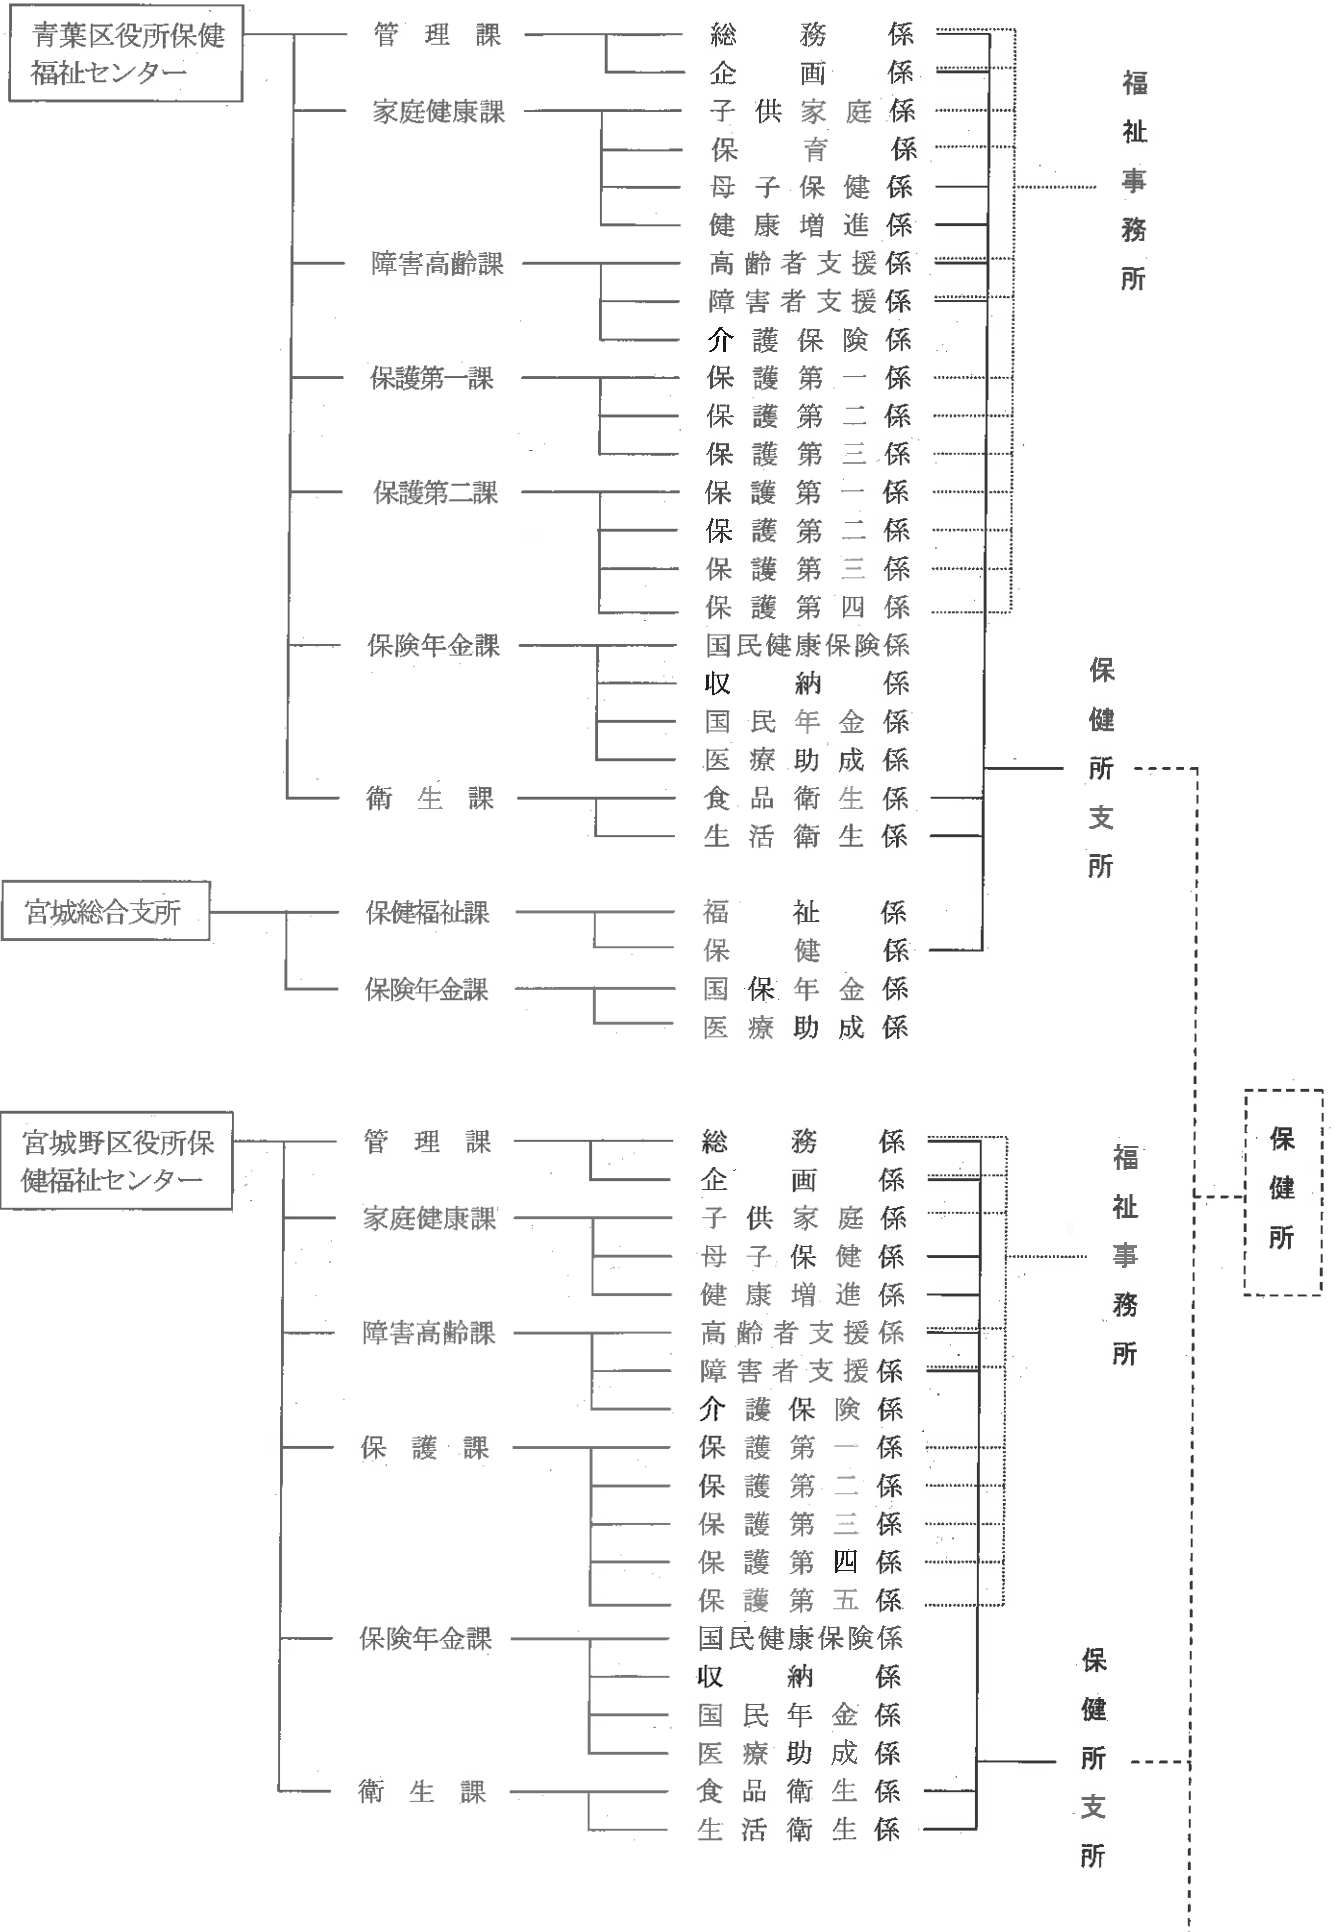 青葉区役所保健
福祉センター
管理課
総務係
企画係
家庭健康課
子供家庭係
保育係
母子保健係
健康増進係
障害高齢課
高齢者支援係
障害者支援係
介護保険係
保護第一課
保護第一係
保護第二係
保護第三係
保護第二課
保護第一係
保護第二係
保護第三係
保護第四係
保険年金課
国民健康保険係
収納係
国民年金係
医療助成係
衛生課
食品衛生係
生活衛生係
福祉事務所
保健所支所
宮城総合支所
保健福祉課
福祉係
保健係
保険年金課
国保年金係
医療助成係
宮城野区役所保
健福祉センター
管理課
総務係
企画係
家庭健康課
子供家庭係
母子保健係
健康増進係
障害高齢課
高齢者支援係
障害者支援係
介護保険係
保護課
保護第一係
保護第二係
保護第三係
保護第四係
保護第五係
保険年金課
国民健康保険係
収納係
国民年金係
医療助成係
衛生課
食品衛生係
生活衛生係
福祉事務所
保健所支所
保健所